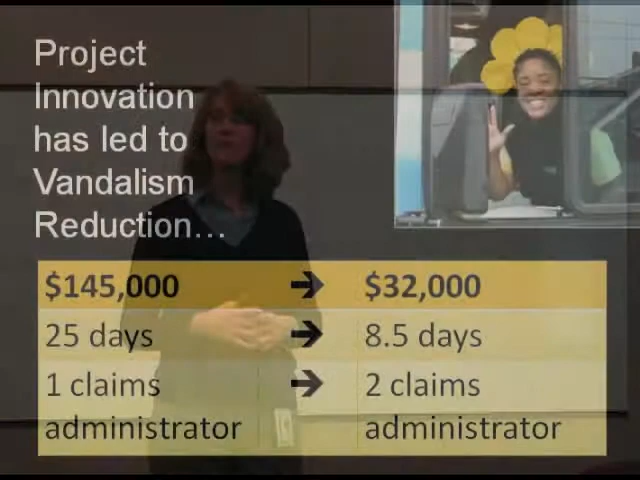 Project
Innovation
has led to
Vandalism
Reduction...
$145,000 → $32,000
25 days → 8.5 days
1 claims → 2 claims
administrator administrator